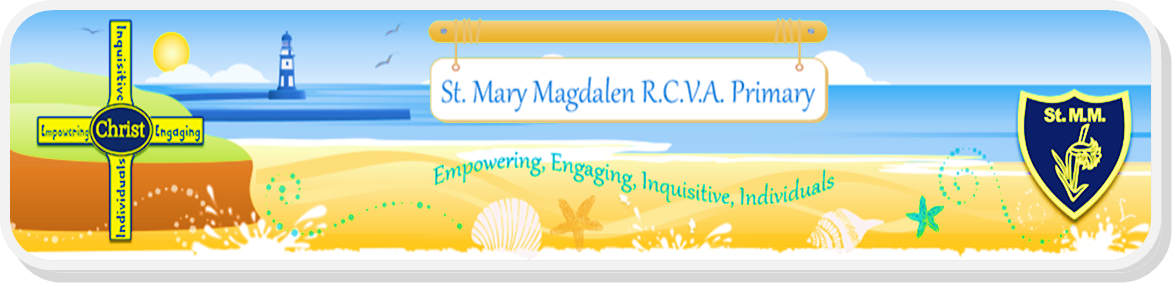 Inquisitive
Empowering Christ Engaging
Individuals
St. Mary Magdalen R.C.V.A. Primary
Empowering, Engaging, Inquisitive, Individuals
St. M.M.